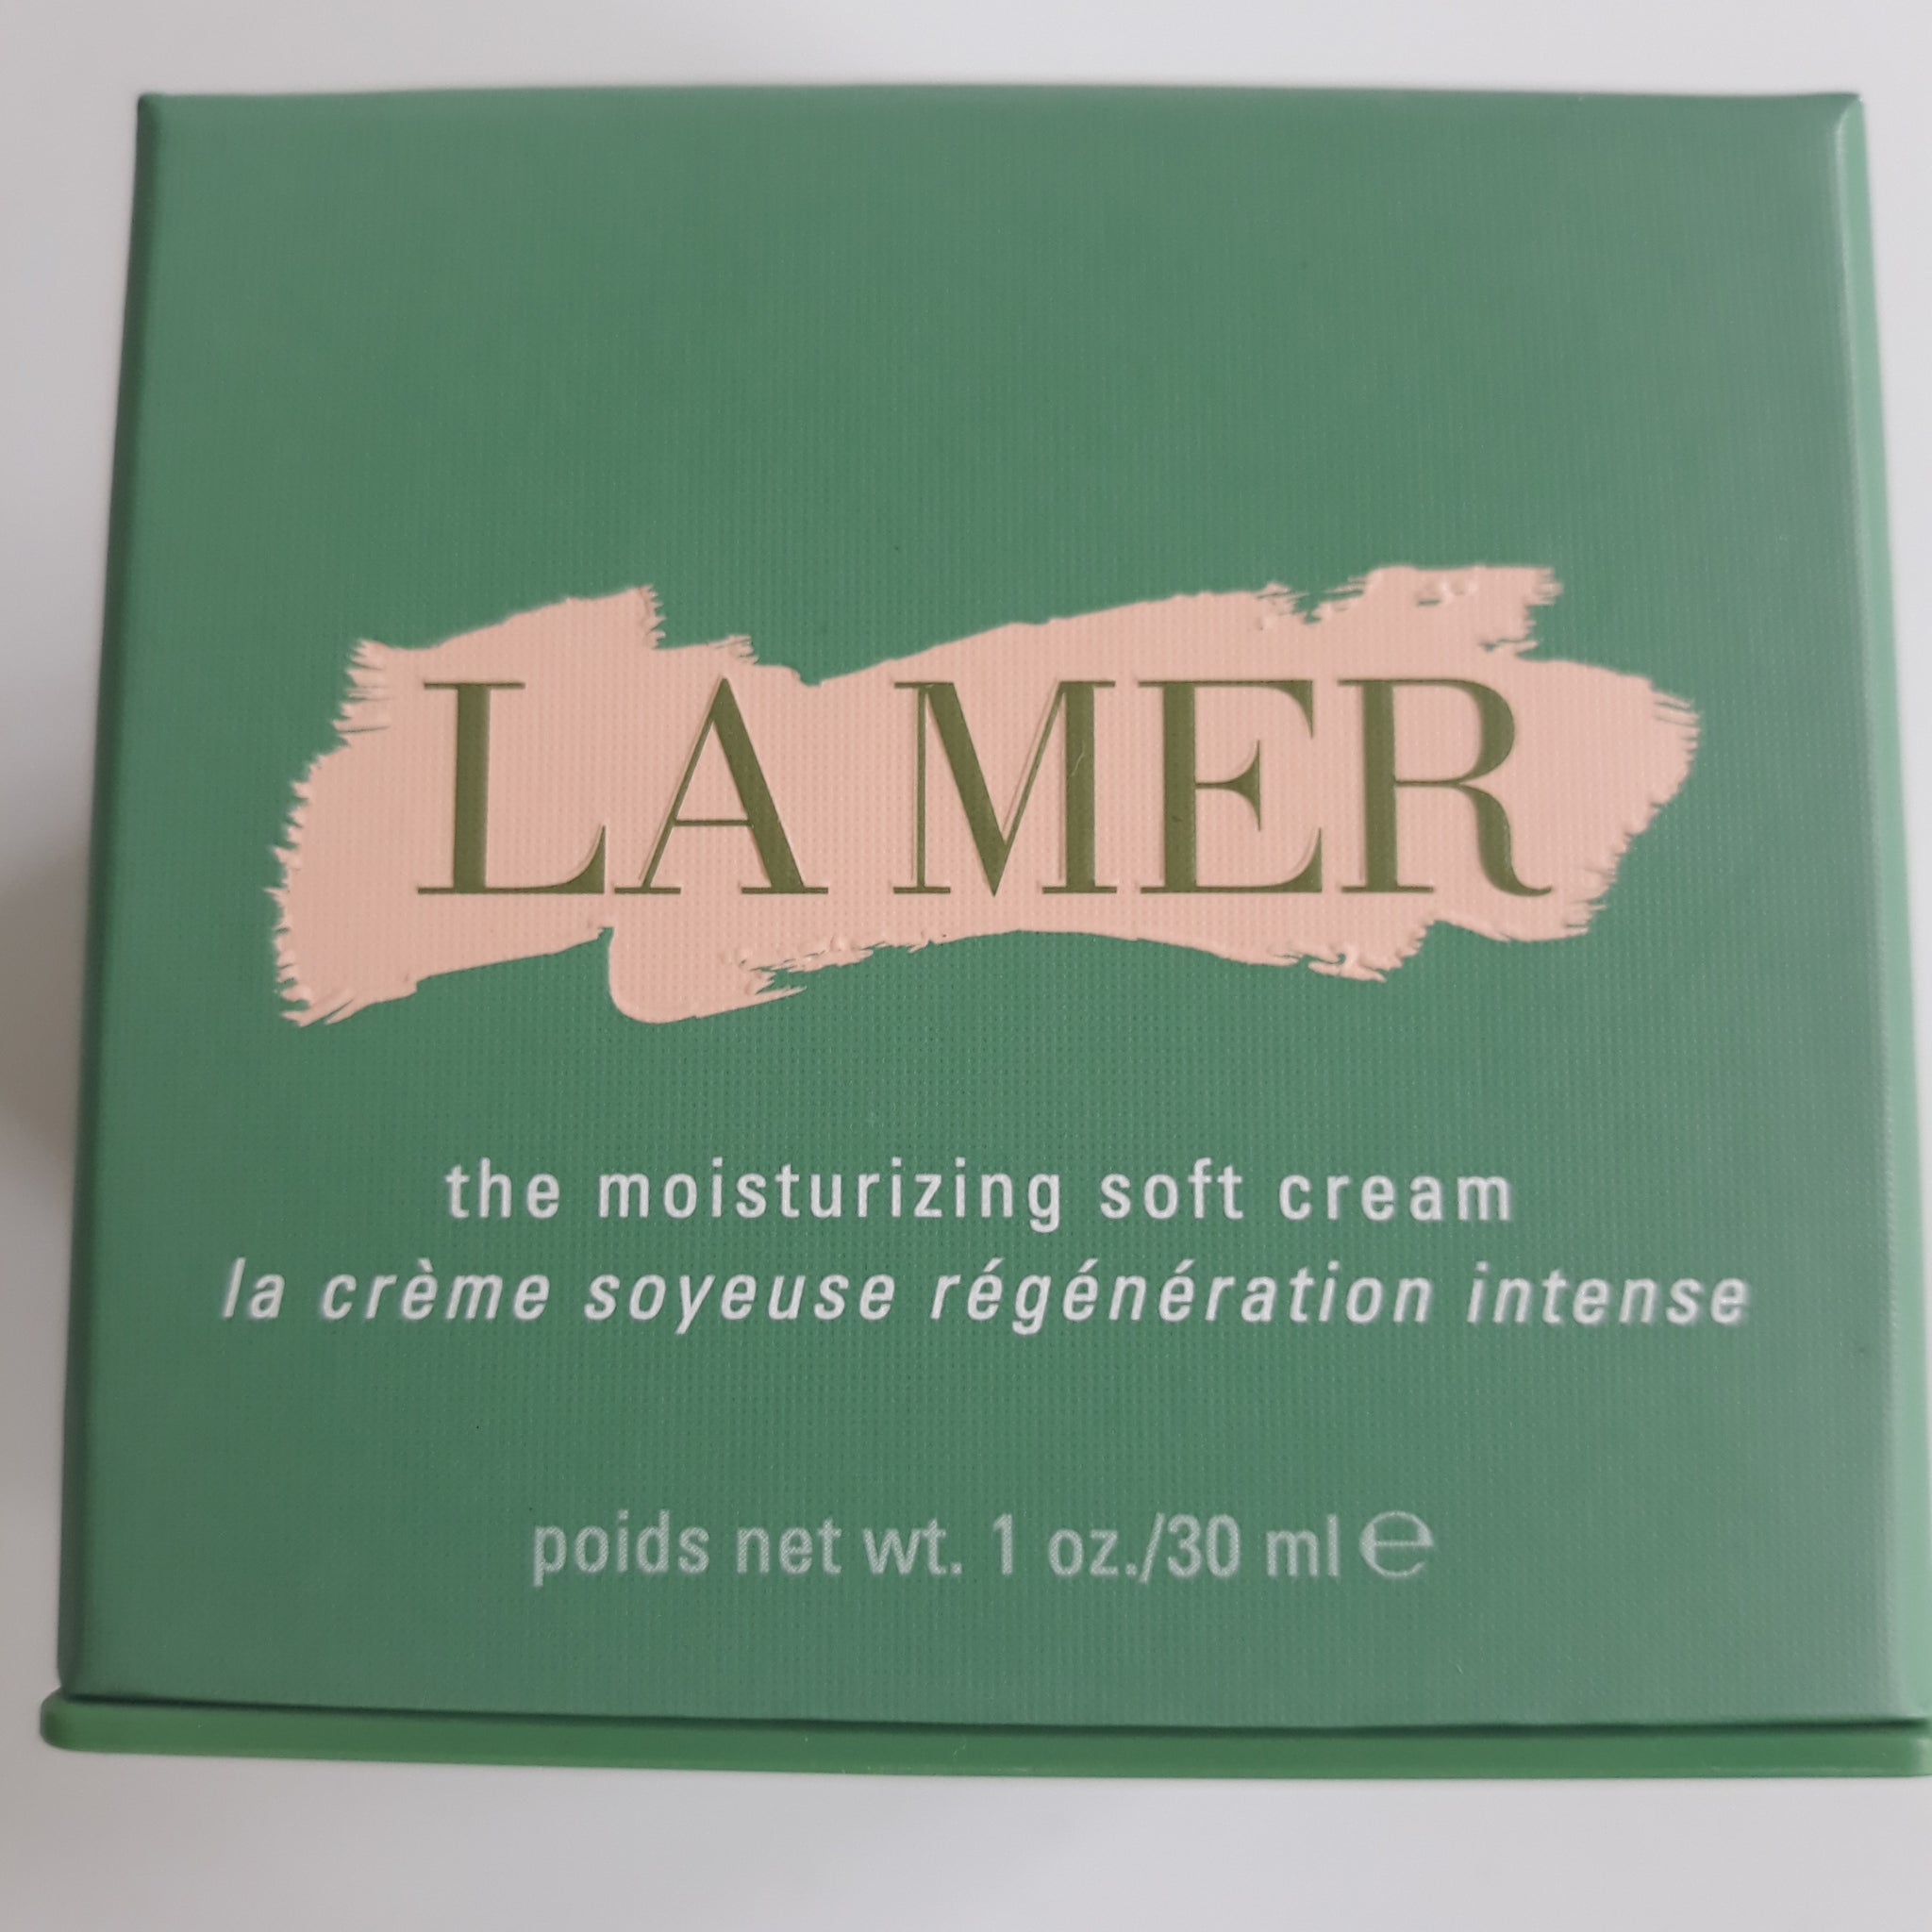 LA MER
the moisturizing soft cream
la crème soyeuse régénération intense
poids net wt. 1 oz./30 ml ℮